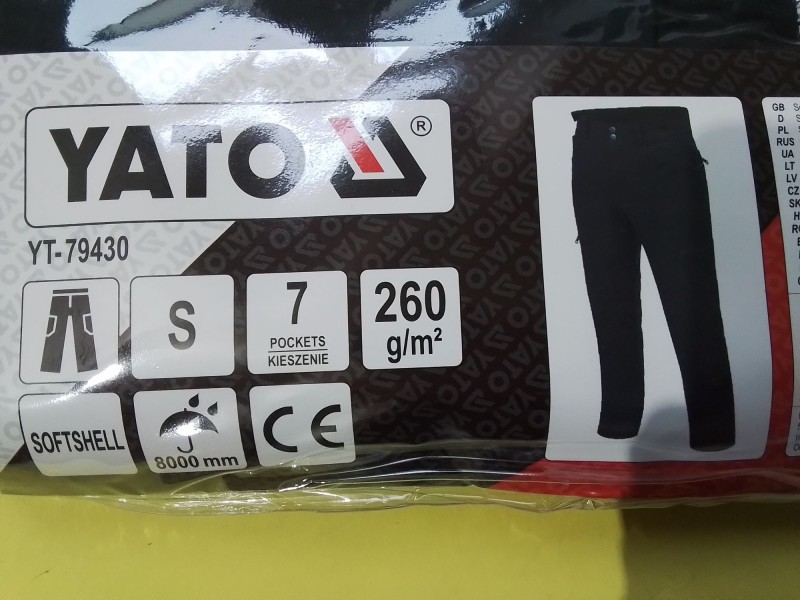 YATO®
YT-79430
S
7
POCKETS
KIESZENIE
260
g/m²
SOFTSHELL
8000 mm
CE
GB
D
PL
RUS
UA
LT
LV
CZ
SK